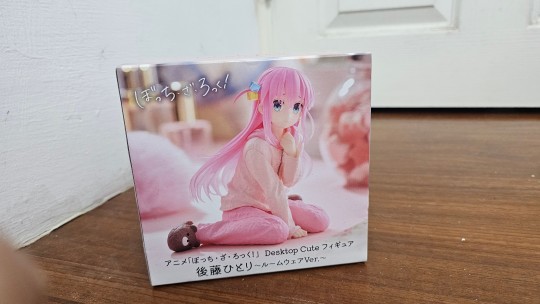 ぼっち・ざ・ろっく!
アニメ「ぼっち・ざ・ろっく!」 Desktop Cute フィギュア
後藤ひとり～ルームウェアVer.～